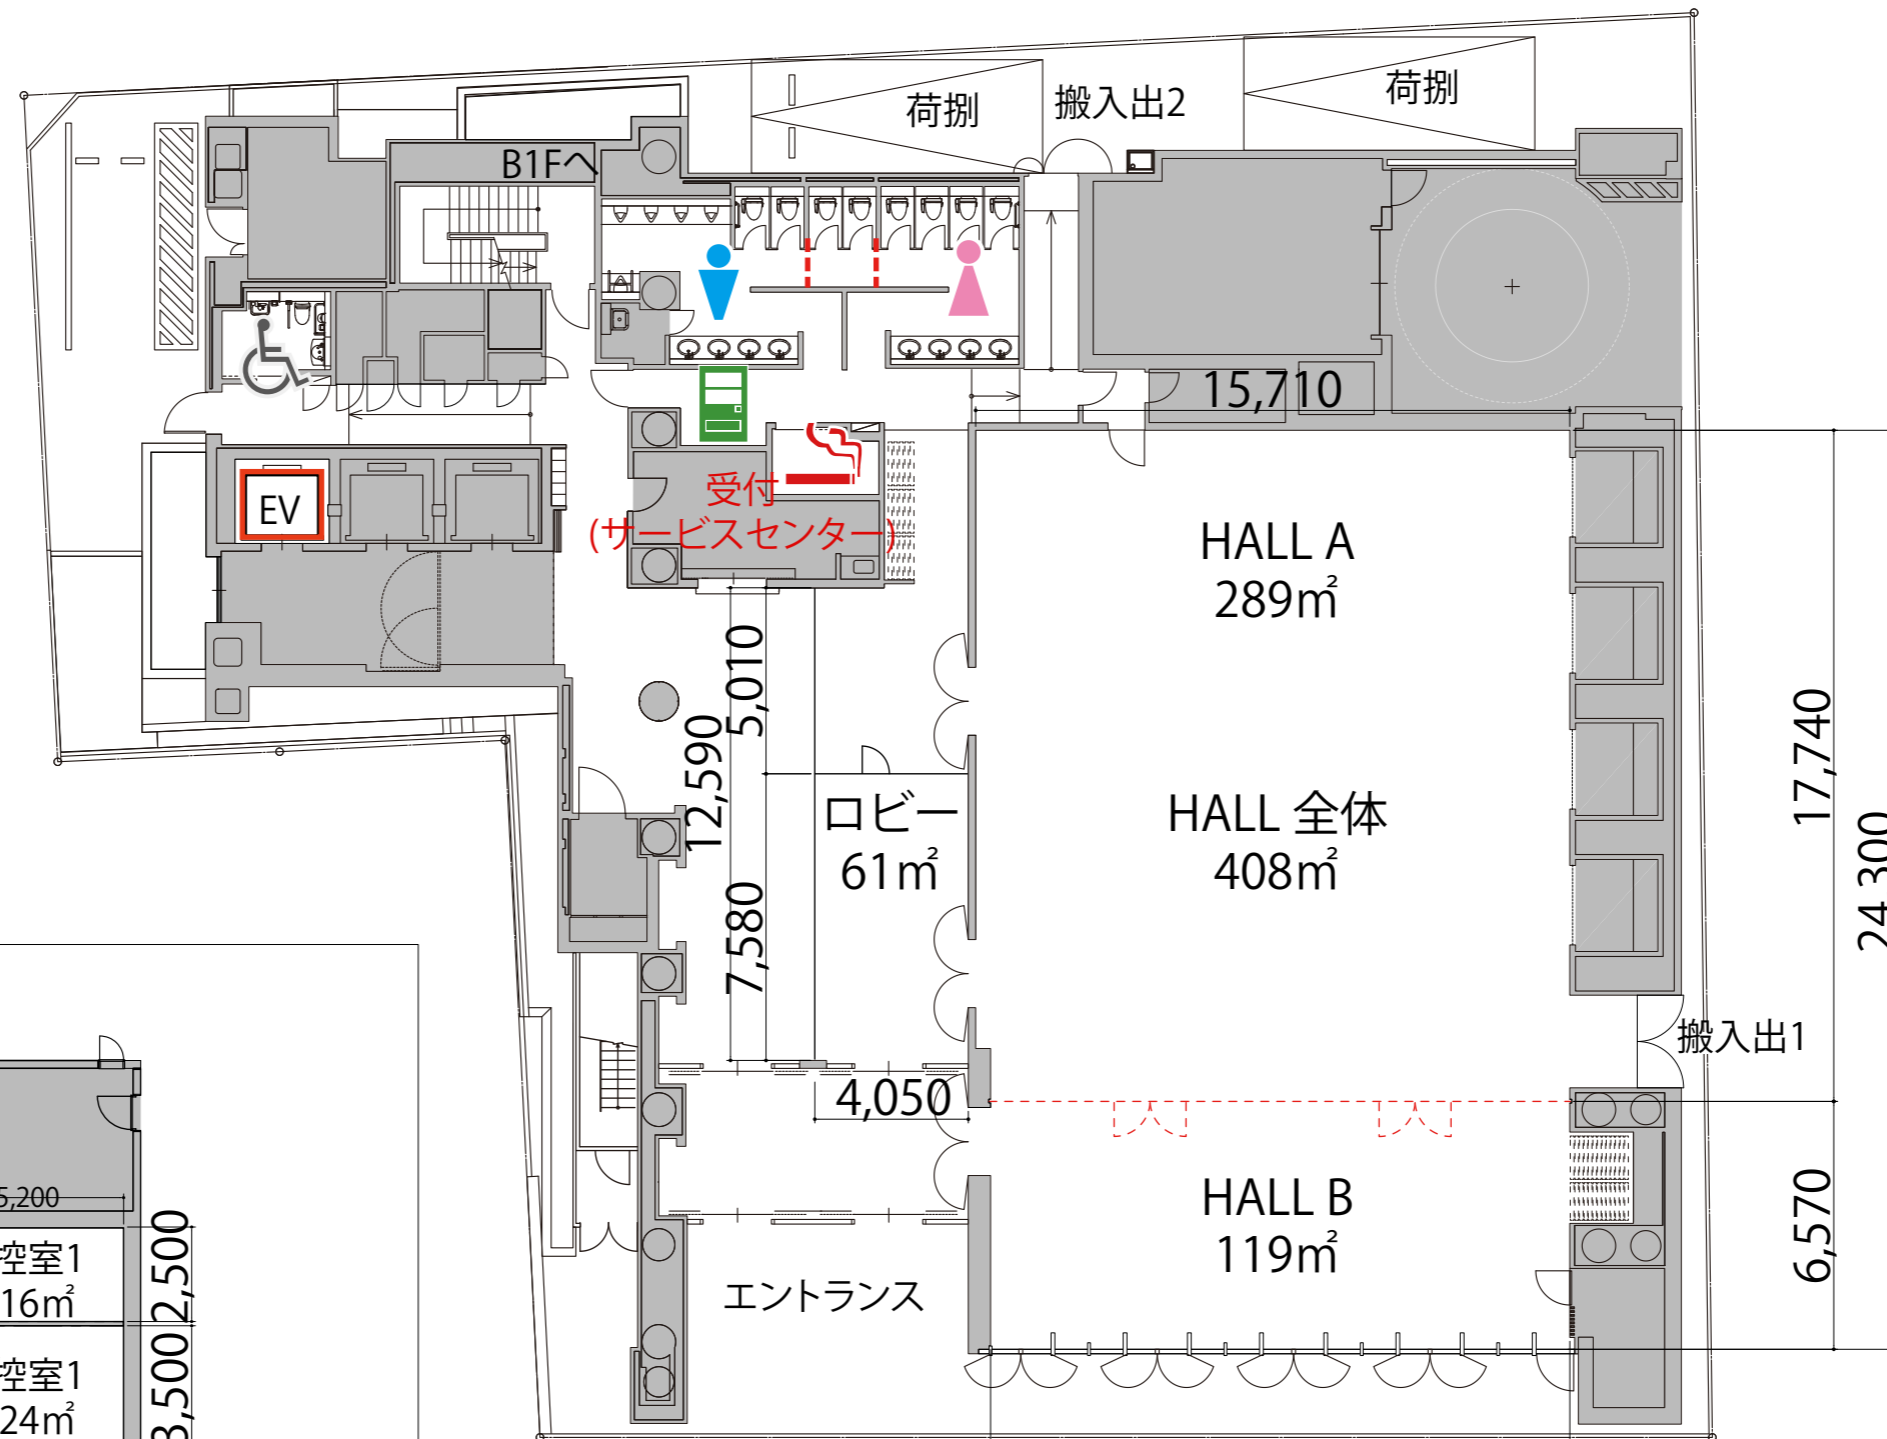 荷捌
荷捌
搬入出2
B1Fへ
15,710
EV
受付
(サービスセンター)
HALL A
289㎡
5,010
12,590
17,740
24,300
ロビー
61㎡
HALL 全体
408㎡
7,580
搬入出1
4,050
HALL B
119㎡
6,570
エントランス
5,200
控室1
16㎡
2,500
控室1
24㎡
3,500